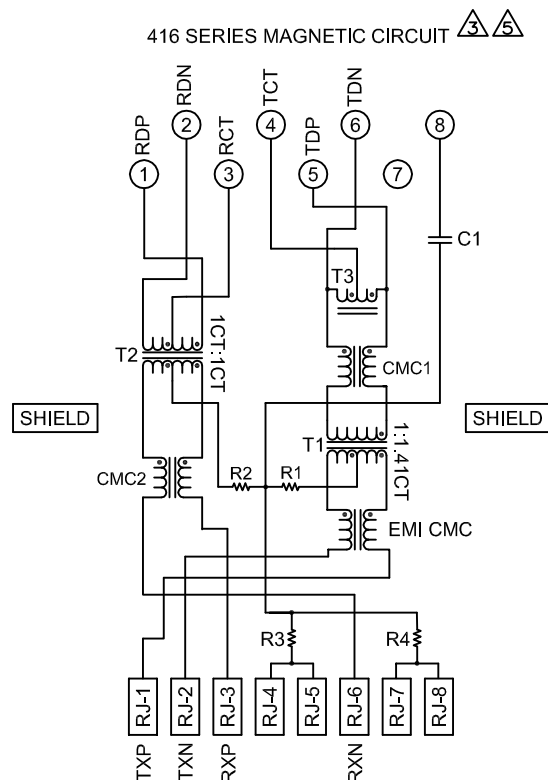 416 SERIES MAGNETIC CIRCUIT 3 5
RDP
RDN
RCT
TCT
TDP
TDN
1
2
3
4
5
6
7
8
C1
T3
T2
1CT:1CT
CMC1
SHIELD
SHIELD
T1
1:1.41CT
CMC2
R2
R1
EMI CMC
R3
R4
RJ-1
RJ-2
RJ-3
RJ-4
RJ-5
RJ-6
RJ-7
RJ-8
TXP
TXN
RXP
RXN